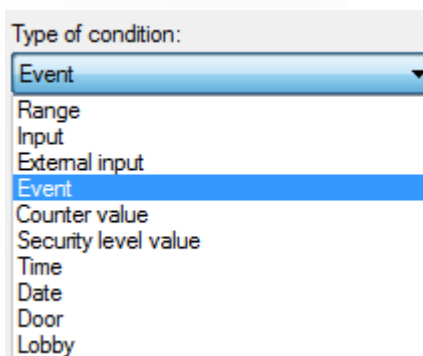 Type of condition:
Event
Range
Input
External input
Event
Counter value
Security level value
Time
Date
Door
Lobby